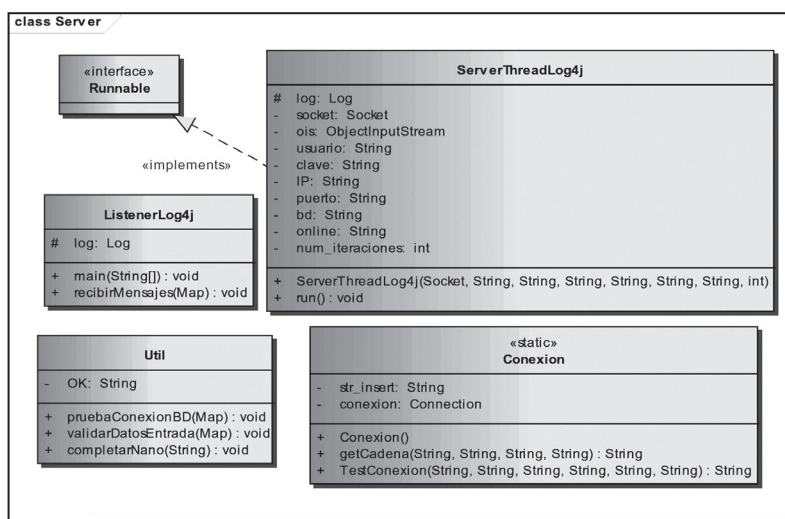 class Server
«interface»
Runnable
«implements»
ServerThreadLog4j
# log: Log
- socket: Socket
- ois: ObjectInputStream
- usuario: String
- clave: String
- IP: String
- puerto: String
- bd: String
- online: String
- num_iteraciones: int
+ ServerThreadLog4j(Socket, String, String, String, String, String, String, int)
+ run() : void
ListenerLog4j
# log: Log
+ main(String[]) : void
+ recibirMensajes(Map) : void
Util
- OK: String
+ pruebaConexionBD(Map) : void
+ validarDatosEntrada(Map) : void
+ completarNano(String) : void
«static»
Conexion
- str_insert: String
- conexion: Connection
+ Conexion()
+ getCadena(String, String, String, String) : String
+ TestConexion(String, String, String, String, String, String) : String